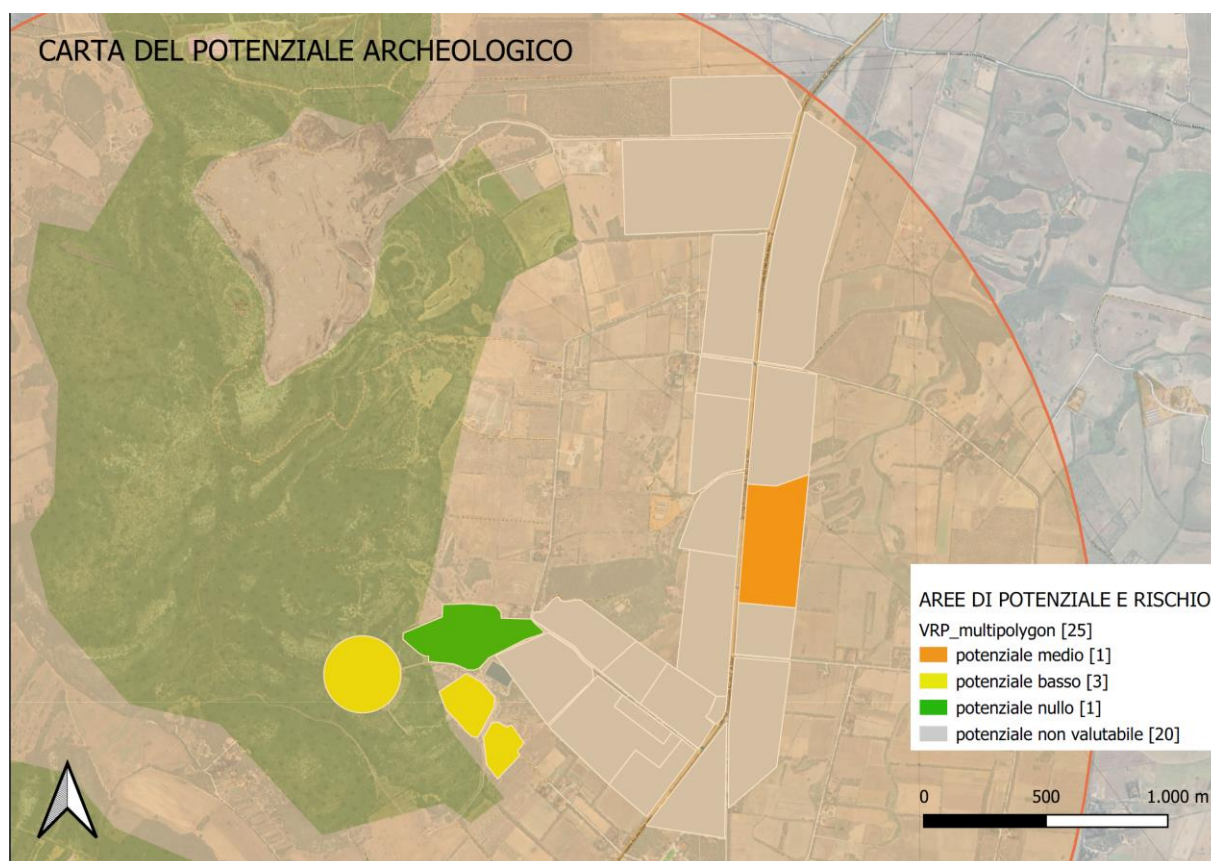 CARTA DEL POTENZIALE ARCHEOLOGICO
AREE DI POTENZIALE E RISCHIO
VRP_multipolygon [25]
potenziale medio [1]
potenziale basso [3]
potenziale nullo [1]
potenziale non valutabile [20]
0 500 1.000 m